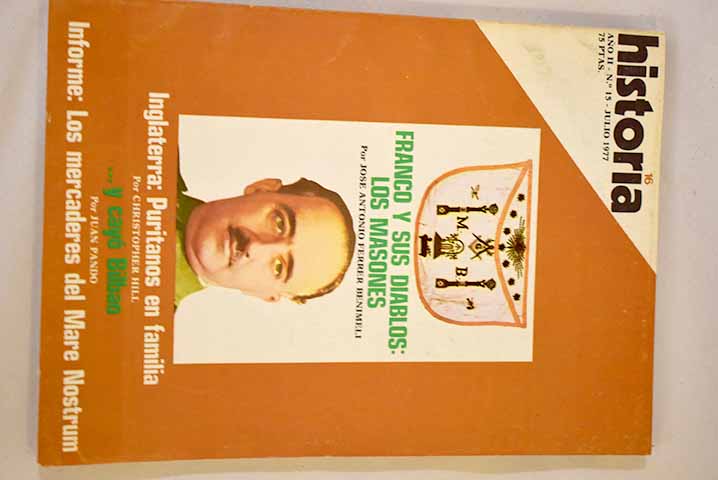 historia
16
AÑO II - N.º 15 - JULIO 1977
75 PTAS.
M B
FRANCO Y SUS DIABLOS:
LOS MASONES
Por JOSE ANTONIO FERRER BENIMELI
Inglaterra: Puritanos en familia
Por CHRISTOPHER HILL
... y cayó Bilbao
Por JUAN PANDO
Informe: Los mercaderes del Mare Nostrum